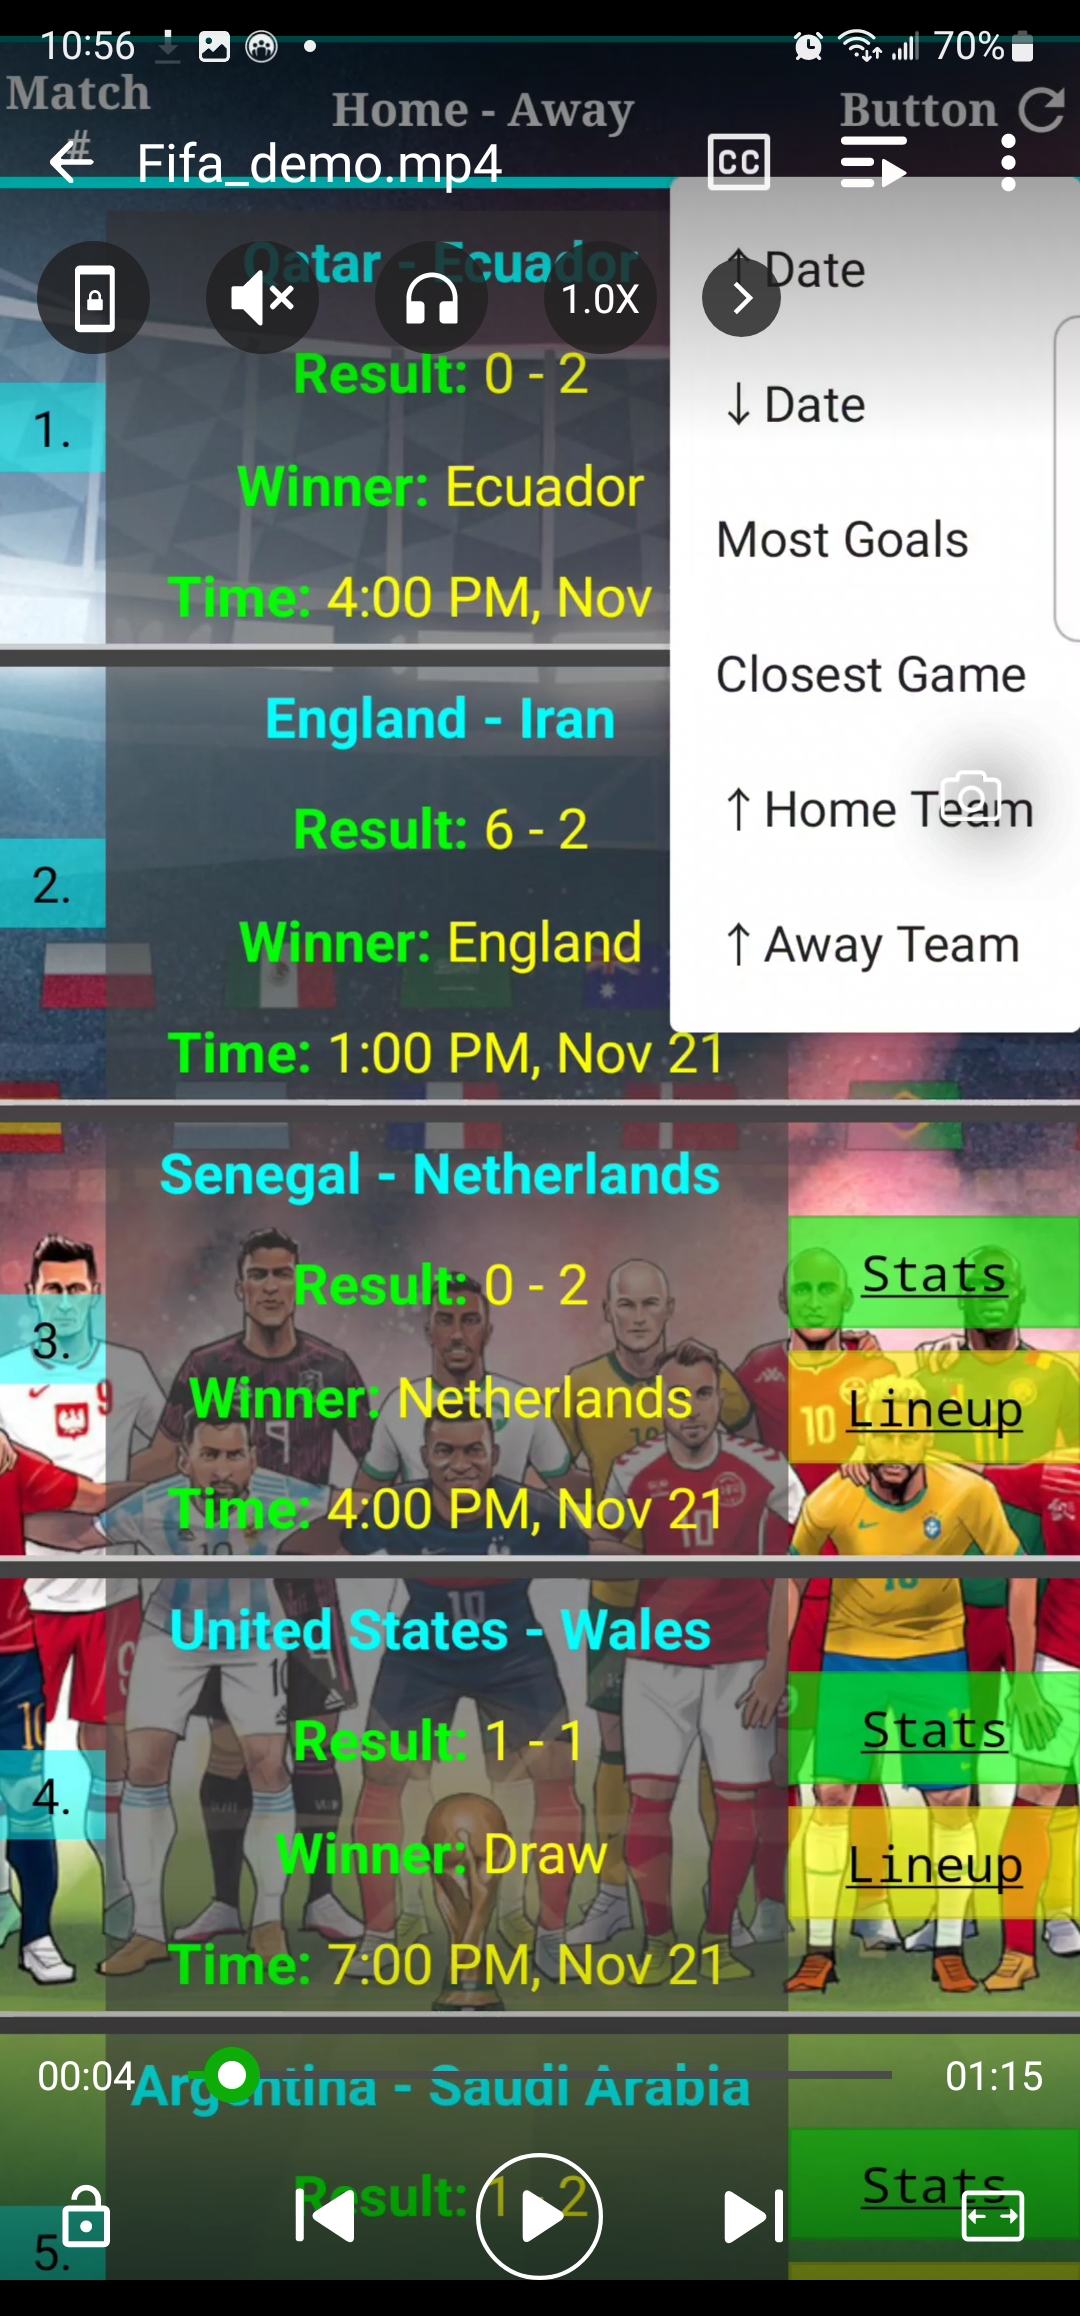 10:56
70%
Match
#
Home - Away
Button
Fifa_demo.mp4
CC
Qatar - Ecuador
1.0X
Result: 0 - 2
1.
Winner: Ecuador
Time: 4:00 PM, Nov
↑ Date
↓ Date
Most Goals
Closest Game
↑ Home Team
↑ Away Team
England - Iran
Result: 6 - 2
2.
Winner: England
Time: 1:00 PM, Nov 21
Senegal - Netherlands
Result: 0 - 2
Stats
3.
Winner: Netherlands
Lineup
Time: 4:00 PM, Nov 21
United States - Wales
Result: 1 - 1
Stats
4.
Winner: Draw
Lineup
Time: 7:00 PM, Nov 21
00:04
01:15
Argentina - Saudi Arabia
Result: 1 - 2
Stats
5.